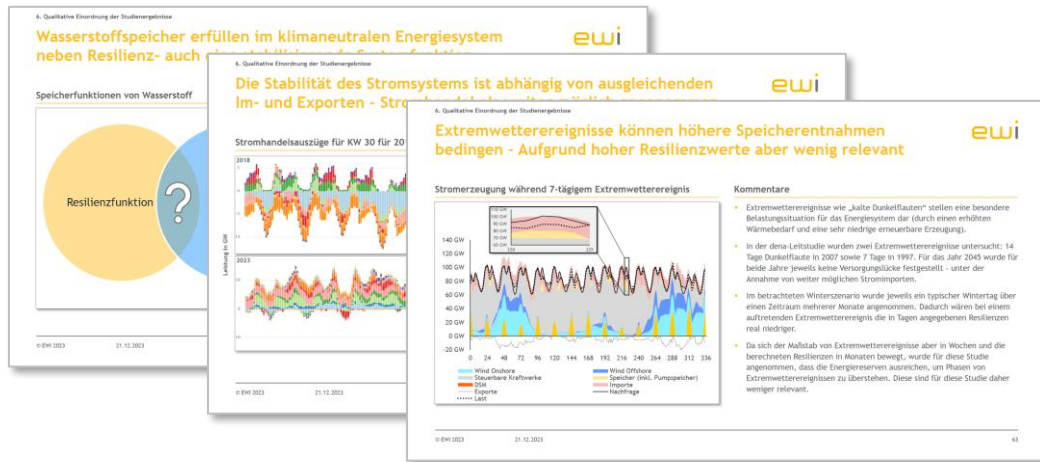 6. Qualitative Einordnung der Studienergebnisse
Wasserstoffspeicher erfüllen im klimaneutralen Energiesystem
neben Resilienz- auch
ewi
Speicherfunktionen von Wasserstoff
Resilienzfunktion
?
© EWI 2023
21.12.2023
6. Qualitative Einordnung der Studienergebnisse
Die Stabilität des Stromsystems ist abhängig von ausgleichenden
Im- und Exporten -
ewi
Stromhandelsauszüge für KW 30 für 20
2018
Leistung in GW
2023
© EWI 2023
21.12.2023
6. Qualitative Einordnung der Studienergebnisse
Extremwetterereignisse können höhere Speicherentnahmen
bedingen - Aufgrund hoher Resilienzwerte aber wenig relevant
ewi
Stromerzeugung während 7-tägigem Extremwetterereignis
140 GW
120 GW
100 GW
80 GW
60 GW
40 GW
20 GW
0 GW
-20 GW
0 24 48 72 96 120 144 168 192 216 240 264 288 312 336
Wind Onshore
Wind Offshore
Steuerbare Kraftwerke
Speicher (inkl. Pumpspeicher)
DSM
Importe
Exporte
Nachfrage
Last
Kommentare
• Extremwetterereignisse wie „kalte Dunkelflauten“ stellen eine besondere
Belastungssituation für das Energiesystem dar (durch einen erhöhten
Wärmebedarf und eine sehr niedrige erneuerbare Erzeugung).
• In der dena-Leitstudie wurden zwei Extremwetterereignisse untersucht: 14
Tage Dunkelflaute in 2007 sowie 7 Tage in 1997. Für das Jahr 2045 wurde für
beide Jahre jeweils keine Versorgungslücke festgestellt - unter der
Annahme von weiter möglichen Stromimporten.
• Im betrachteten Winterszenario wurde jeweils ein typischer Wintertag über
einen Zeitraum mehrerer Monate angenommen. Dadurch wären bei einem
auftretenden Extremwetterereignis die in Tagen angegebenen Resilienzen
real niedriger.
• Da sich der Maßstab von Extremwetterereignisse aber in Wochen und die
berechneten Resilienzen in Monaten bewegt, wurde für diese Studie
angenommen, dass die Energiereserven ausreichen, um Phasen von
Extremwetterereignissen zu überstehen. Diese sind für diese Studie daher
weniger relevant.
© EWI 2023
21.12.2023
63